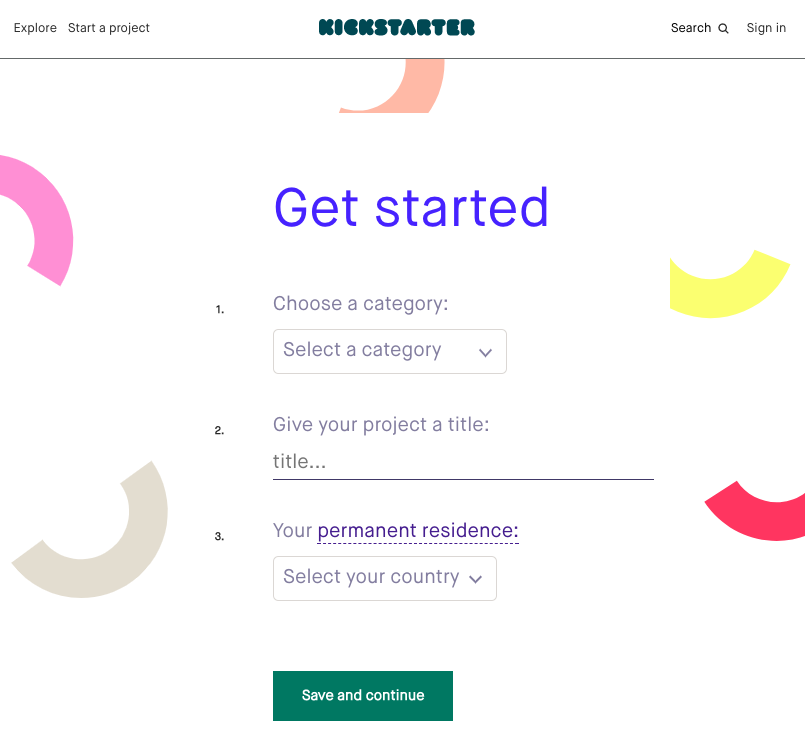 Explore Start a project KICKSTARTER Search Sign in
Get started
1. Choose a category:
Select a category
2. Give your project a title:
title...
3. Your permanent residence:
Select your country
Save and continue